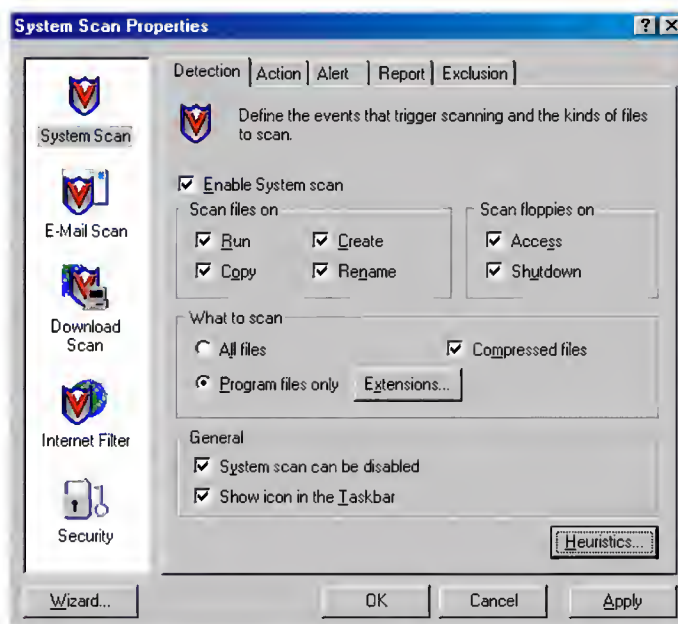 System Scan Properties
System Scan
E-Mail Scan
Download
Scan
Internet Filter
Security
Detection
Action
Alert
Report
Exclusion
Define the events that trigger scanning and the kinds of files
to scan.
Enable System scan
Scan files on
Run
Create
Copy
Rename
Scan floppies on
Access
Shutdown
What to scan
All files
Compressed files
Program files only
Extensions...
General
System scan can be disabled
Show icon in the Taskbar
Heuristics...
Wizard...
OK
Cancel
Apply